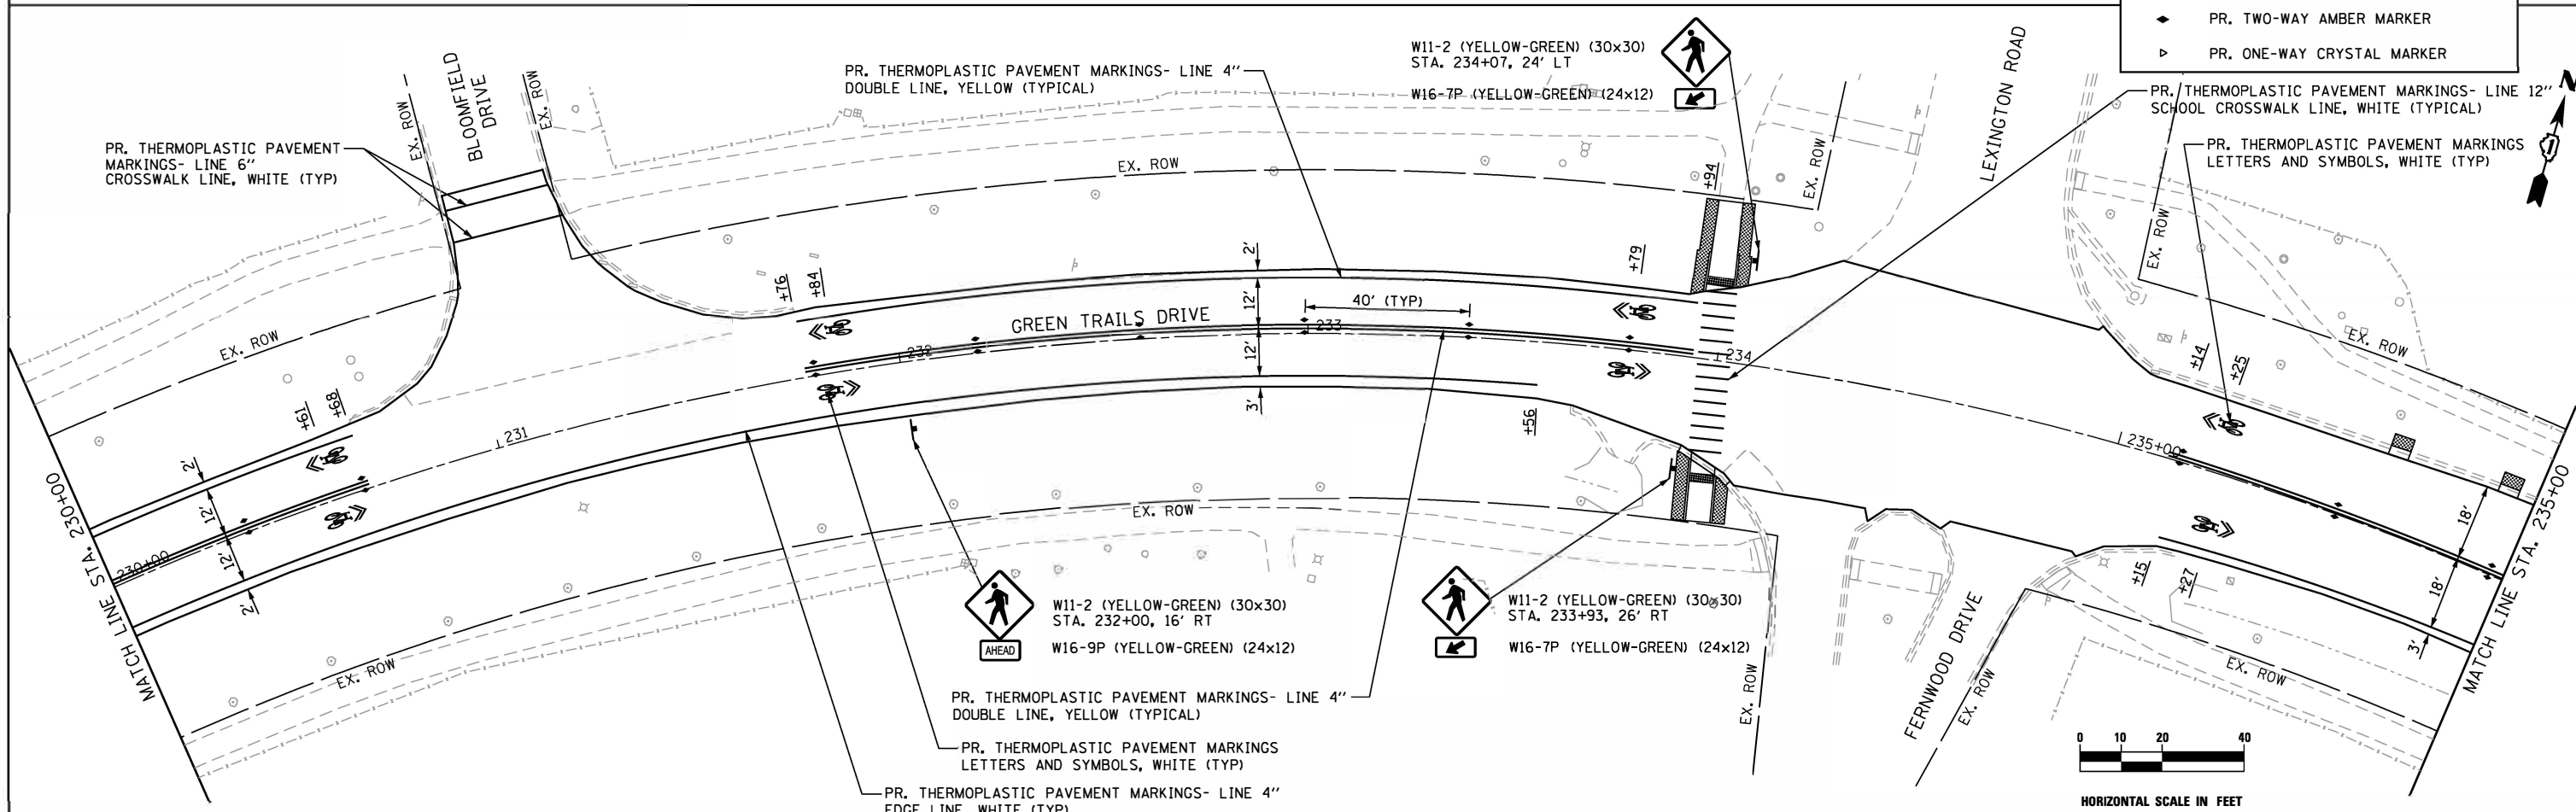 PR. TWO-WAY AMBER MARKER
PR. ONE-WAY CRYSTAL MARKER
N
W11-2 (YELLOW-GREEN) (30x30)
STA. 234+07, 24' LT
W16-7P (YELLOW-GREEN) (24x12)
PR. THERMOPLASTIC PAVEMENT MARKINGS- LINE 4"
DOUBLE LINE, YELLOW (TYPICAL)
PR. THERMOPLASTIC PAVEMENT MARKINGS- LINE 12"
SCHOOL CROSSWALK LINE, WHITE (TYPICAL)
PR. THERMOPLASTIC PAVEMENT MARKINGS
LETTERS AND SYMBOLS, WHITE (TYP)
PR. THERMOPLASTIC PAVEMENT
MARKINGS- LINE 6"
CROSSWALK LINE, WHITE (TYP)
EX. ROW
BLOOMFIELD
DRIVE
EX. ROW
EX. ROW
+94
EX. ROW
LEXINGTON ROAD
EX. ROW
EX. ROW
EX. ROW
+61
+68
+76
+84
2'
12'
12'
3'
40' (TYP)
GREEN TRAILS DRIVE
+79
+56
+14
+25
230+00
231
232
233
234
235+00
2'
12'
12'
2'
18'
18'
3'
+15
+27
MATCH LINE STA. 230+00
MATCH LINE STA. 235+00
EX. ROW
EX. ROW
EX. ROW
EX. ROW
EX. ROW
FERNWOOD DRIVE
AHEAD
W11-2 (YELLOW-GREEN) (30x30)
STA. 232+00, 16' RT
W16-9P (YELLOW-GREEN) (24x12)
W11-2 (YELLOW-GREEN) (30x30)
STA. 233+93, 26' RT
W16-7P (YELLOW-GREEN) (24x12)
PR. THERMOPLASTIC PAVEMENT MARKINGS- LINE 4"
DOUBLE LINE, YELLOW (TYPICAL)
PR. THERMOPLASTIC PAVEMENT MARKINGS
LETTERS AND SYMBOLS, WHITE (TYP)
PR. THERMOPLASTIC PAVEMENT MARKINGS- LINE 4"
EDGE LINE, WHITE (TYP)
0 10 20 40
HORIZONTAL SCALE IN FEET